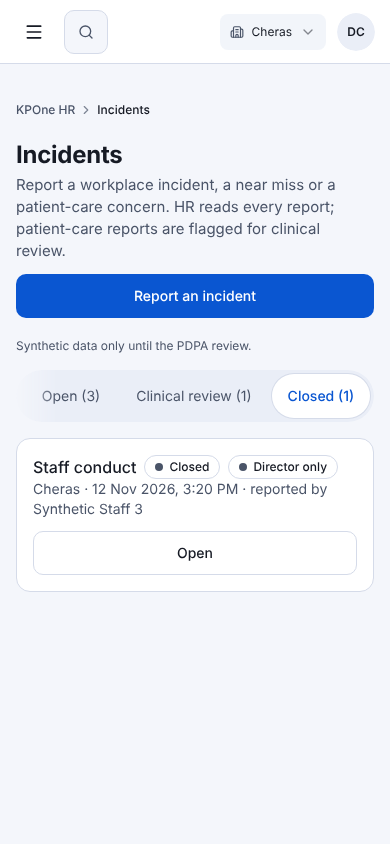 Cheras
DC
KPOne HR > Incidents
Incidents
Report a workplace incident, a near miss or a
patient-care concern. HR reads every report;
patient-care reports are flagged for clinical
review.
Report an incident
Synthetic data only until the PDPA review.
Open (3) Clinical review (1) Closed (1)
Staff conduct Closed Director only
Cheras · 12 Nov 2026, 3:20 PM · reported by
Synthetic Staff 3
Open